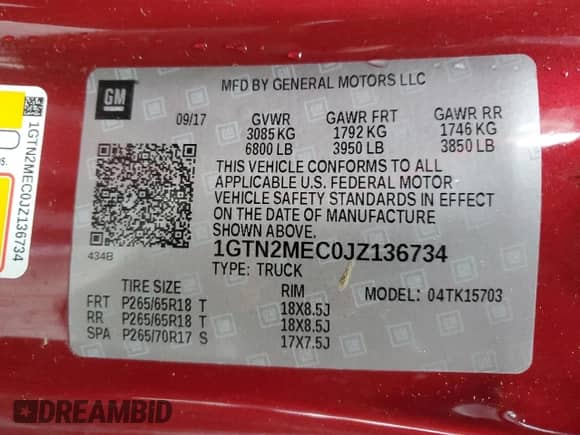 GM
MFD BY GENERAL MOTORS LLC
09/17 GVWR GAWR FRT GAWR RR
3085 KG 1792 KG 1746 KG
6800 LB 3950 LB 3850 LB
THIS VEHICLE CONFORMS TO ALL
APPLICABLE U.S. FEDERAL MOTOR
VEHICLE SAFETY STANDARDS IN EFFECT
ON THE DATE OF MANUFACTURE
SHOWN ABOVE.
434B
1GTN2MEC0JZ136734
TYPE: TRUCK
TIRE SIZE RIM MODEL: 04TK15703
FRT P265/65R18 T 18X8.5J
RR P265/65R18 T 18X8.5J
SPA P265/70R17 S 17X7.5J
1GTN2MEC0JZ136734
DREAMBID